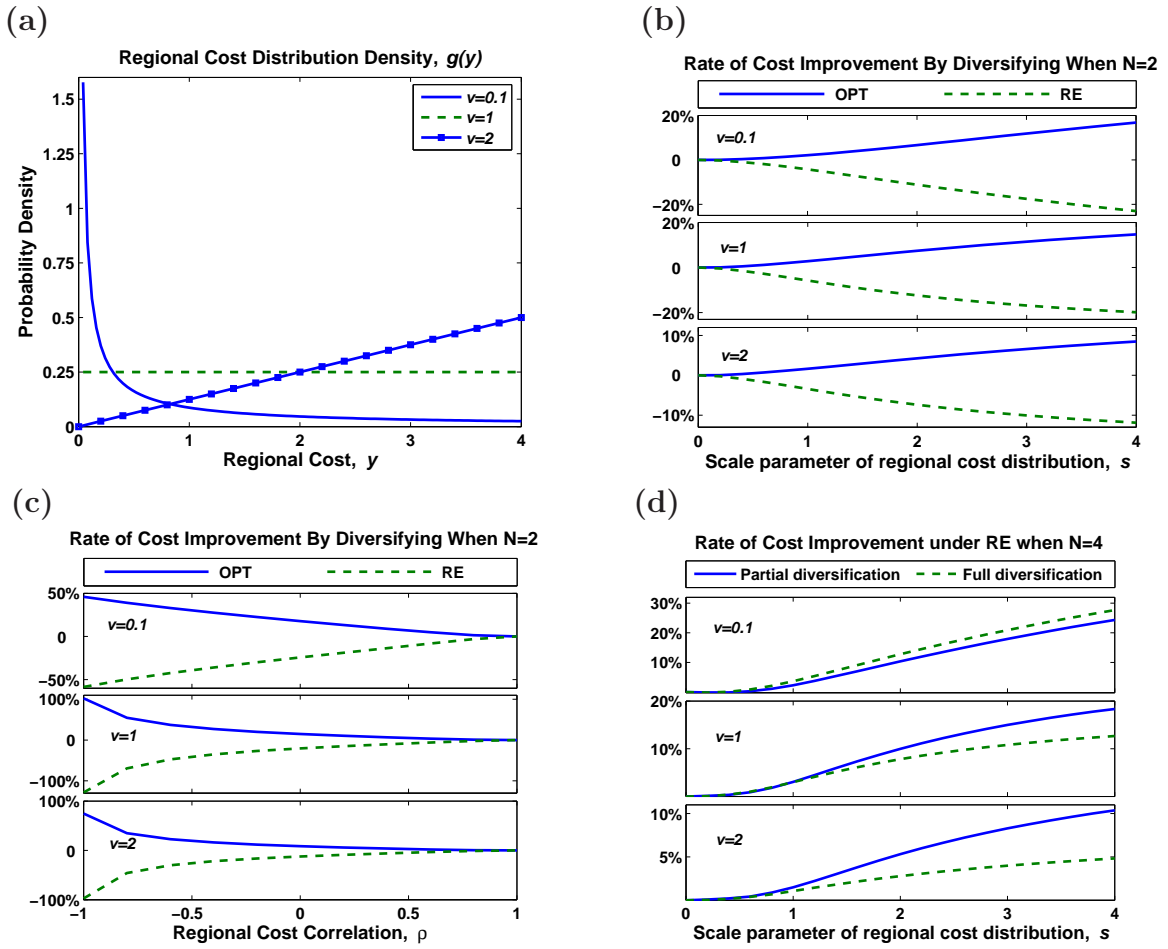 (a)
Regional Cost Distribution Density, g(y)
v=0.1
v=1
v=2
1.5
1.25
1
0.75
0.5
0.25
0
Probability Density
0 1 2 3 4
Regional Cost, y
(b)
Rate of Cost Improvement By Diversifying When N=2
OPT RE
20%
0
−20%
v=0.1
20%
0
−20%
v=1
10%
0
−10%
v=2
0 1 2 3 4
Scale parameter of regional cost distribution, s
(c)
Rate of Cost Improvement By Diversifying When N=2
OPT RE
50%
0
−50%
v=0.1
100%
0
−100%
v=1
100%
0
−100%
v=2
−1 −0.5 0 0.5 1
Regional Cost Correlation, ρ
(d)
Rate of Cost Improvement under RE when N=4
Partial diversification Full diversification
30%
20%
10%
v=0.1
20%
10%
v=1
10%
5%
v=2
0 1 2 3 4
Scale parameter of regional cost distribution, s